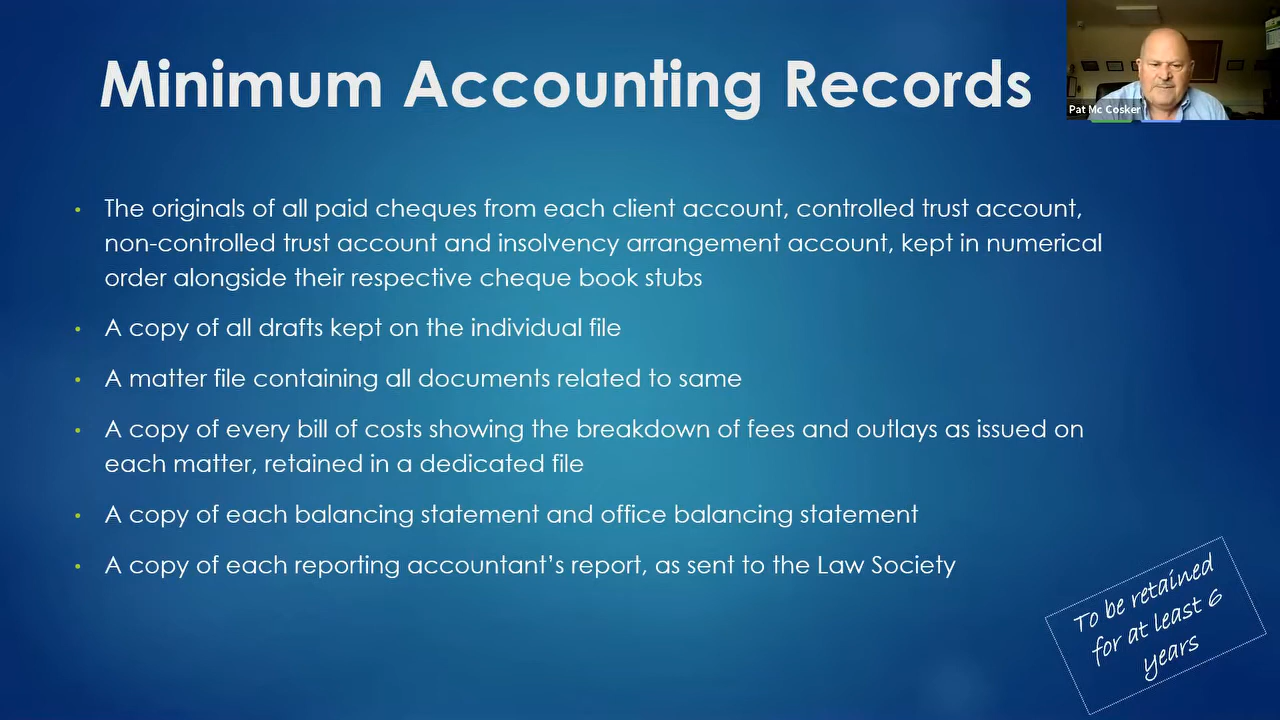 Minimum Accounting Records
Pat Mc Cosker
• The originals of all paid cheques from each client account, controlled trust account,
non-controlled trust account and insolvency arrangement account, kept in numerical
order alongside their respective cheque book stubs
• A copy of all drafts kept on the individual file
• A matter file containing all documents related to same
• A copy of every bill of costs showing the breakdown of fees and outlays as issued on
each matter, retained in a dedicated file
• A copy of each balancing statement and office balancing statement
• A copy of each reporting accountant’s report, as sent to the Law Society
To be retained
for at least 6
years